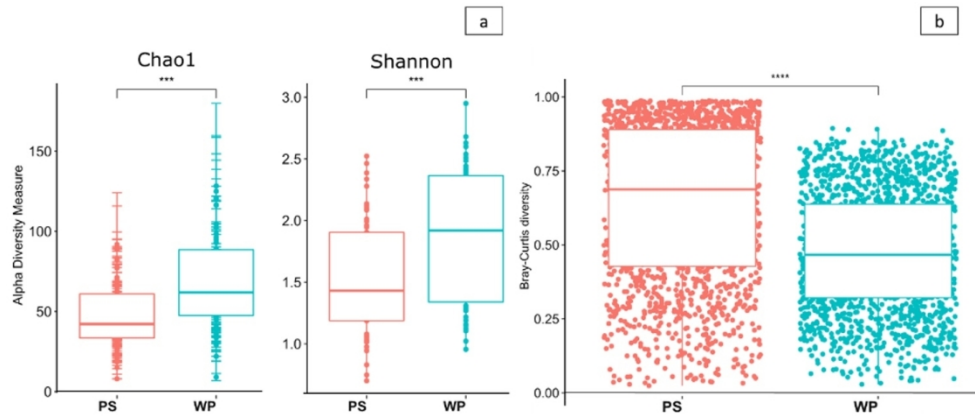 a
b
Chao1
***
Shannon
***
****
Alpha Diversity Measure
150
100
50
0
PS
WP
3.0
2.5
2.0
1.5
1.0
PS
WP
Bray-Curtis diversity
1.00
0.75
0.50
0.25
0.00
PS
WP